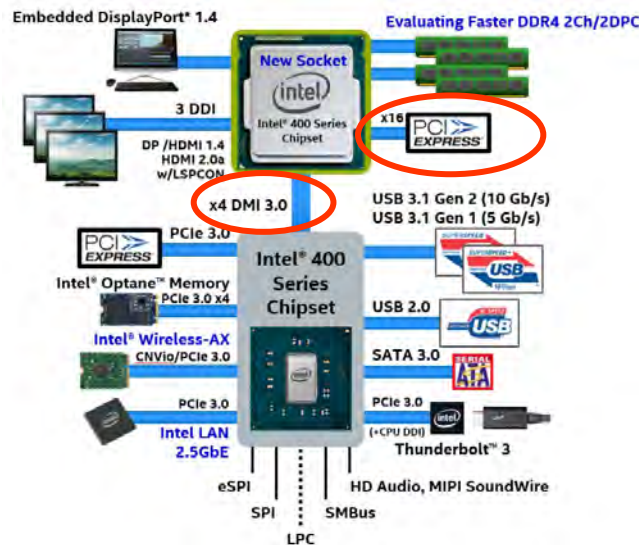 Embedded DisplayPort* 1.4
Evaluating Faster DDR4 2Ch/2DPC
New Socket
intel
Intel® 400 Series
Chipset
3 DDI
DP /HDMI 1.4
HDMI 2.0a
w/LSPCON
x16
PCI
EXPRESS
x4 DMI 3.0
USB 3.1 Gen 2 (10 Gb/s)
USB 3.1 Gen 1 (5 Gb/s)
PCI
EXPRESS
PCIe 3.0
Intel® 400
Series
Chipset
SUPERSPEED+
USB
Intel® Optane™ Memory
PCIe 3.0 x4
USB 2.0
USB
Intel® Wireless-AX
CNVio/PCIe 3.0
SATA 3.0
SERIAL
ATA
intel
PCIe 3.0
Intel LAN
2.5GbE
PCIe 3.0
(+CPU DDI)
intel
Thunderbolt™ 3
eSPI
SPI
LPC
SMBus
HD Audio, MIPI SoundWire